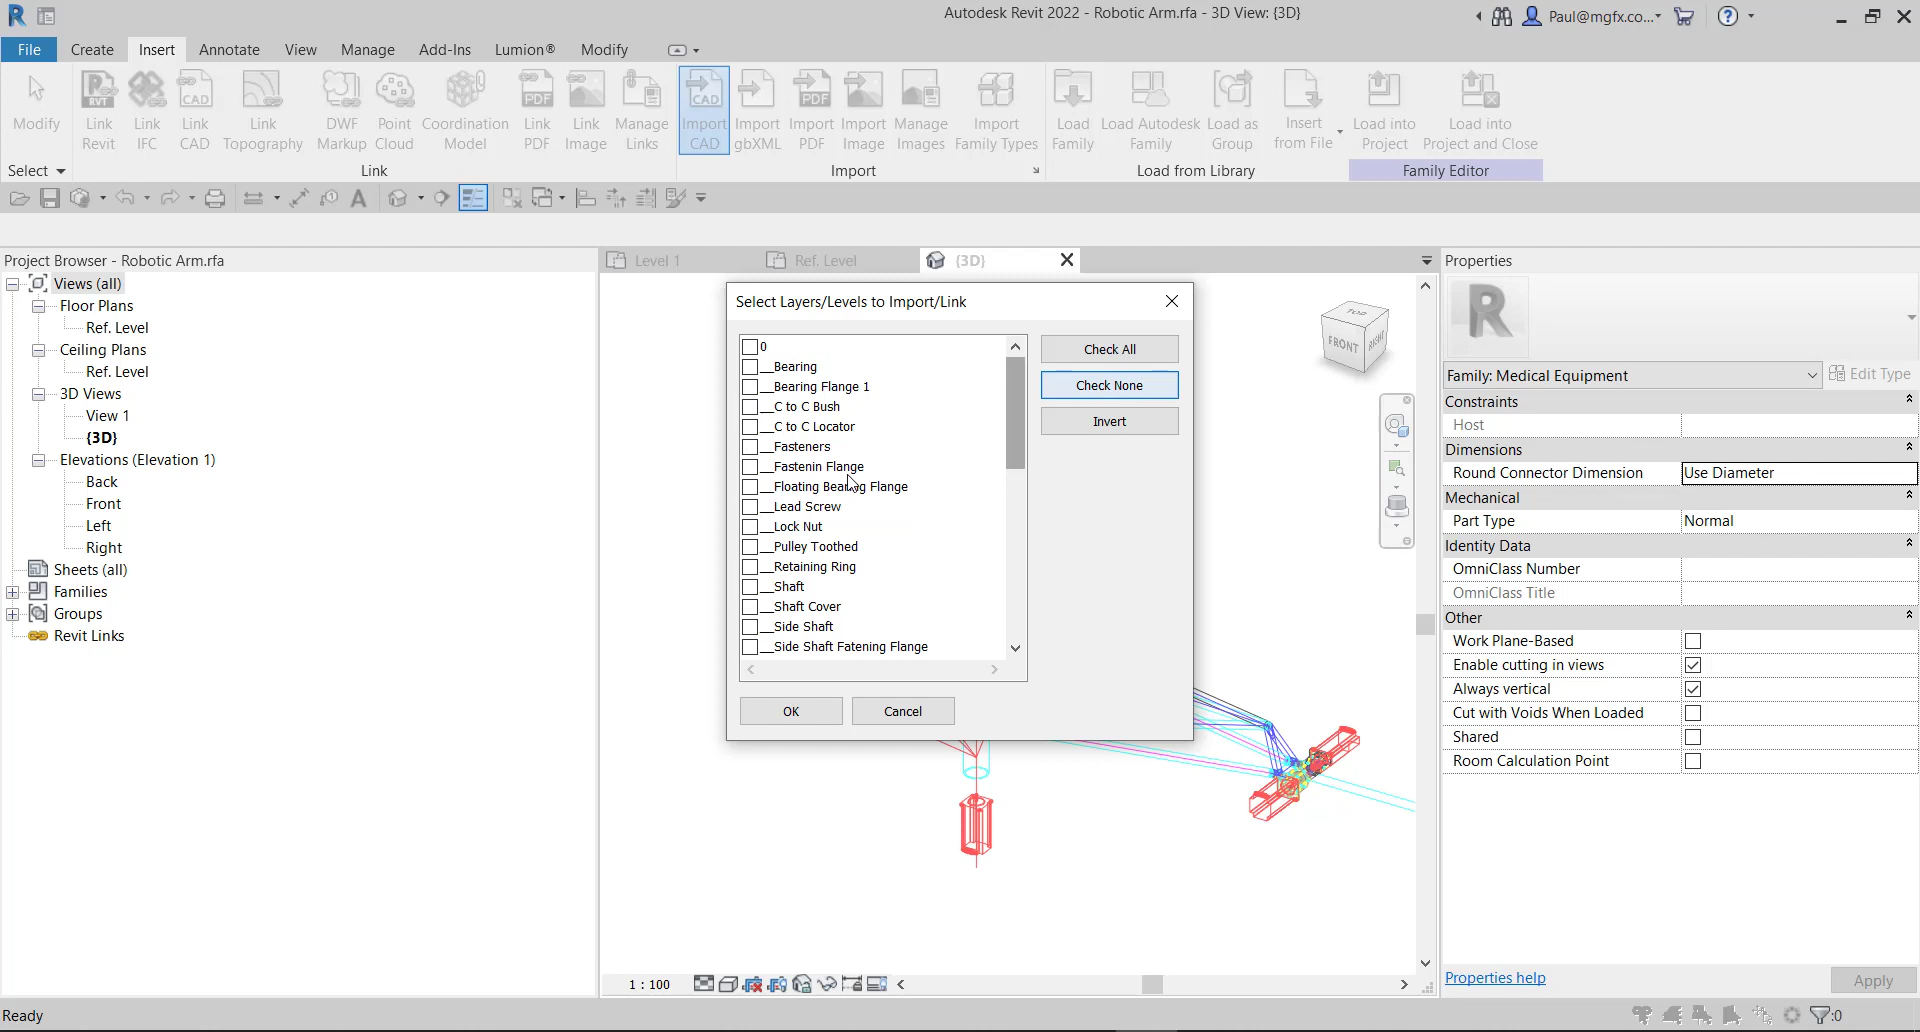 Autodesk Revit 2022 - Robotic Arm.rfa - 3D View: {3D}
Paul@mgfx.co...
File Create Insert Annotate View Manage Add-Ins Lumion® Modify
Modify
Link Revit
Link IFC
Link CAD
Link Topography
DWF Markup
Point Cloud
Coordination Model
Link PDF
Link Image
Manage Links
Import CAD
Import gbXML
Import PDF
Import Image
Manage Images
Import Family Types
Load Family
Load Autodesk Family
Load as Group
Insert from File
Load into Project
Load into Project and Close
Select
Link
Import
Load from Library
Family Editor
Project Browser - Robotic Arm.rfa
Views (all)
Floor Plans
Ref. Level
Ceiling Plans
Ref. Level
3D Views
View 1
{3D}
Elevations (Elevation 1)
Back
Front
Left
Right
Sheets (all)
Families
Groups
Revit Links
Level 1
Ref. Level
{3D}
Select Layers/Levels to Import/Link
0
__Bearing
__Bearing Flange 1
__C to C Bush
__C to C Locator
__Fasteners
__Fastenin Flange
__Floating Bearing Flange
__Lead Screw
__Lock Nut
__Pulley Toothed
__Retaining Ring
__Shaft
__Shaft Cover
__Side Shaft
__Side Shaft Fatening Flange
Check All
Check None
Invert
OK
Cancel
TOP
FRONT
RIGHT
1 : 100
Properties
Family: Medical Equipment
Edit Type
Constraints
Host
Dimensions
Round Connector Dimension Use Diameter
Mechanical
Part Type Normal
Identity Data
OmniClass Number
OmniClass Title
Other
Work Plane-Based
Enable cutting in views
Always vertical
Cut with Voids When Loaded
Shared
Room Calculation Point
Properties help
Apply
Ready
:0